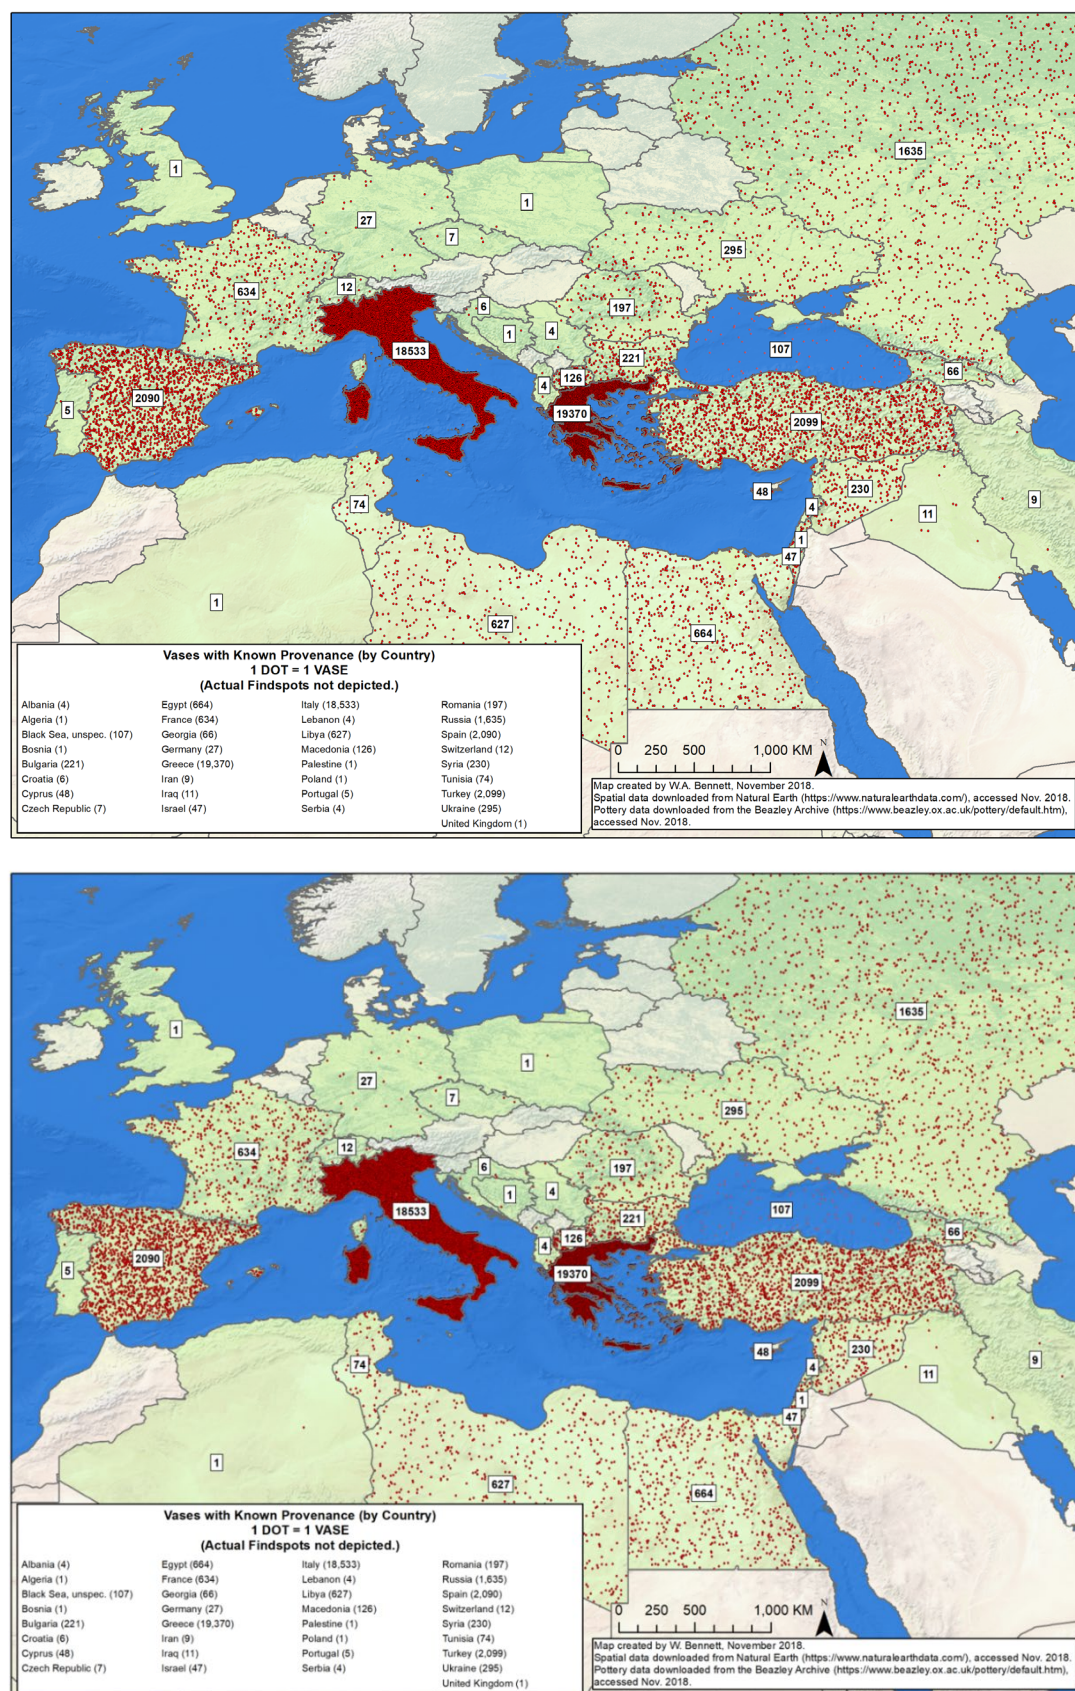 1
1635
27
1
7
295
634
12
6
197
1
4
107
18533
221
66
126
4
2090
5
19370
2099
48
230
9
4
11
74
1
47
1
627
664
Vases with Known Provenance (by Country)
1 DOT = 1 VASE
(Actual Findspots not depicted.)
Albania (4) Egypt (664) Italy (18,533) Romania (197)
Algeria (1) France (634) Lebanon (4) Russia (1,635)
Black Sea, unspec. (107) Georgia (66) Libya (627) Spain (2,090)
Bosnia (1) Germany (27) Macedonia (126) Switzerland (12)
Bulgaria (221) Greece (19,370) Palestine (1) Syria (230)
Croatia (6) Iran (9) Poland (1) Tunisia (74)
Cyprus (48) Iraq (11) Portugal (5) Turkey (2,099)
Czech Republic (7) Israel (47) Serbia (4) Ukraine (295)
United Kingdom (1)
0 250 500 1,000 KM
N
Map created by W.A. Bennett, November 2018.
Spatial data downloaded from Natural Earth (https://www.naturalearthdata.com/), accessed Nov. 2018.
Pottery data downloaded from the Beazley Archive (https://www.beazley.ox.ac.uk/pottery/default.htm),
accessed Nov. 2018.
1635
1
1
27
7
295
634
12
6
197
1
4
107
18533
221
66
126
4
2090
5
19370
2099
48
230
9
4
74
11
1
47
1
627
664
Vases with Known Provenance (by Country)
1 DOT = 1 VASE
(Actual Findspots not depicted.)
Albania (4) Egypt (664) Italy (18,533) Romania (197)
Algeria (1) France (634) Lebanon (4) Russia (1,635)
Black Sea, unspec. (107) Georgia (66) Libya (627) Spain (2,090)
Bosnia (1) Germany (27) Macedonia (126) Switzerland (12)
Bulgaria (221) Greece (19,370) Palestine (1) Syria (230)
Croatia (6) Iran (9) Poland (1) Tunisia (74)
Cyprus (48) Iraq (11) Portugal (5) Turkey (2,099)
Czech Republic (7) Israel (47) Serbia (4) Ukraine (295)
United Kingdom (1)
0 250 500 1,000 KM
N
Map created by W. Bennett, November 2018.
Spatial data downloaded from Natural Earth (https://www.naturalearthdata.com/), accessed Nov. 2018.
Pottery data downloaded from the Beazley Archive (https://www.beazley.ox.ac.uk/pottery/default.htm),
accessed Nov. 2018.